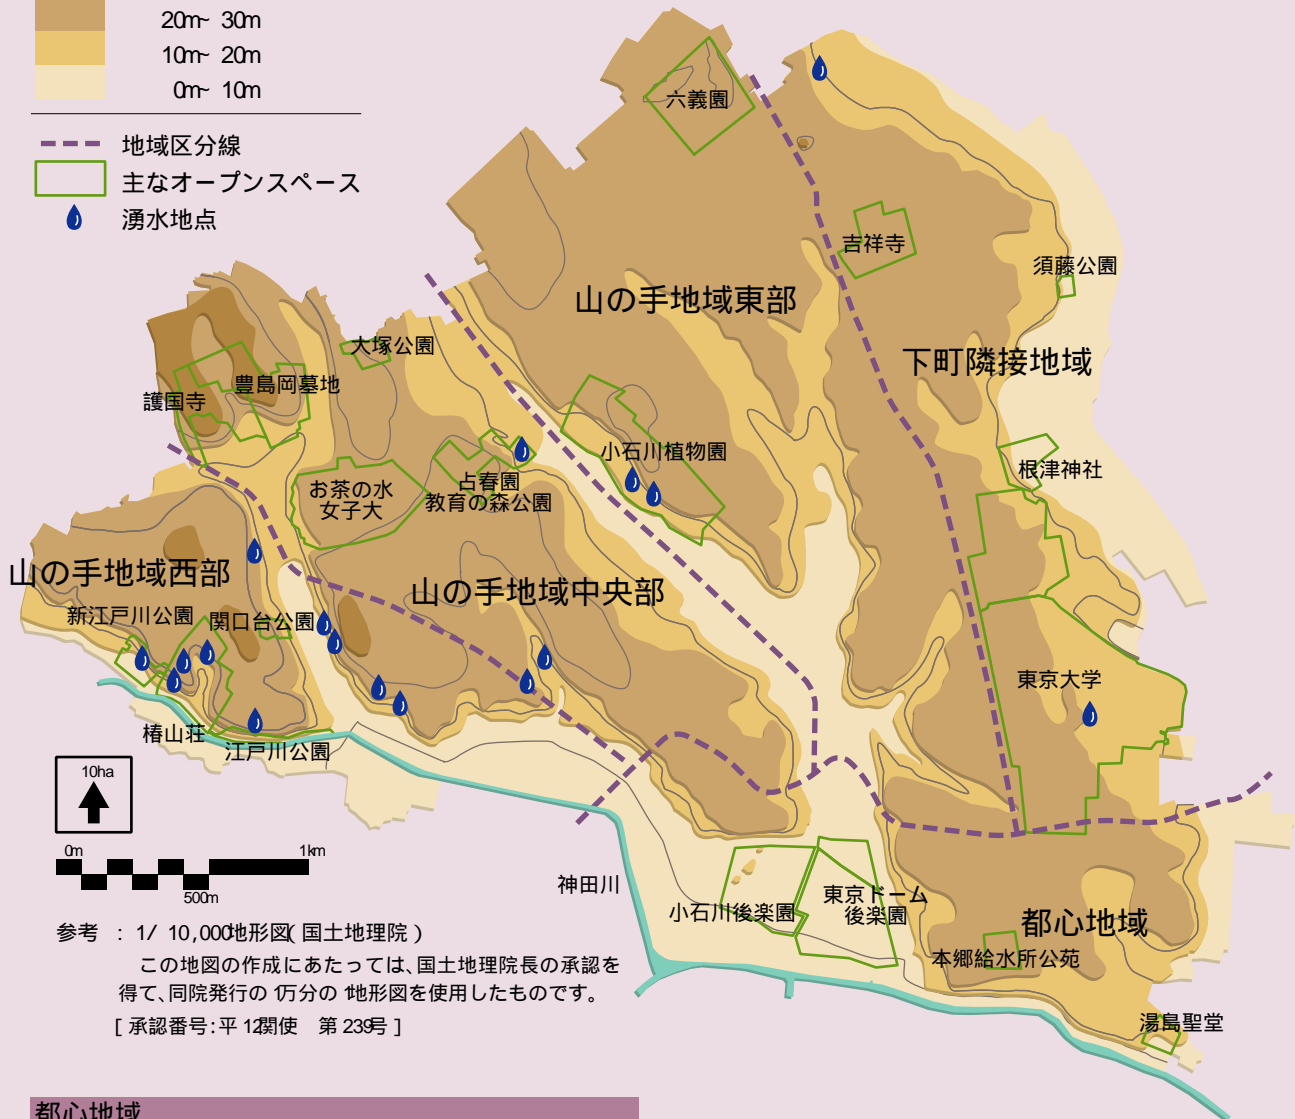 20m~ 30m
10m~ 20m
0m~ 10m
地域区分線
主なオープンスペース
湧水地点
六義園
吉祥寺
須藤公園
山の手地域東部
下町隣接地域
大塚公園
豊島岡墓地
護国寺
小石川植物園
根津神社
占春園
教育の森公園
お茶の水
女子大
山の手地域西部
山の手地域中央部
新江戸川公園
関口台公園
東京大学
椿山荘
江戸川公園
10ha
0m
1km
500m
神田川
小石川後楽園
東京ドーム
後楽園
都心地域
本郷給水所公苑
湯島聖堂
参考 : 1/ 10,000地形図( 国土地理院 )
この地図の作成にあたっては、国土地理院長の承認を
得て、同院発行の 1万分の 1地形図を使用したものです。
[ 承認番号:平 12関使 第 239号 ]
都心地域